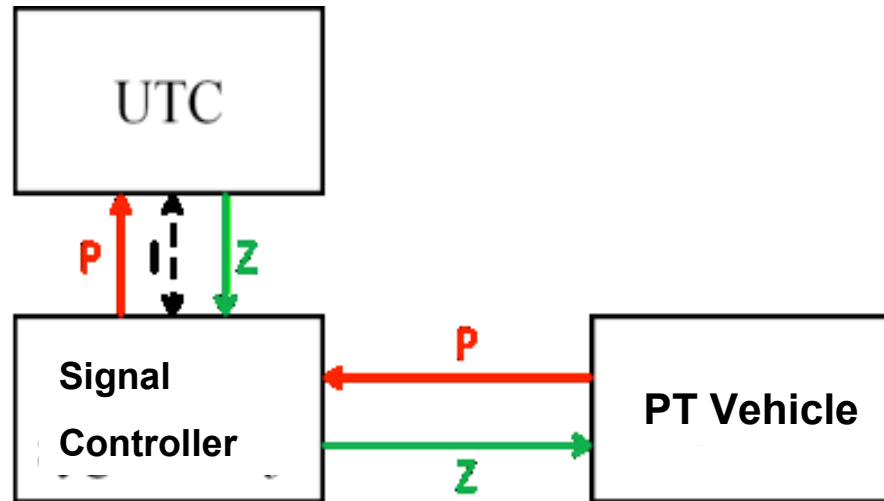 UTC
P I Z
Signal
Controller
P
Z
PT Vehicle